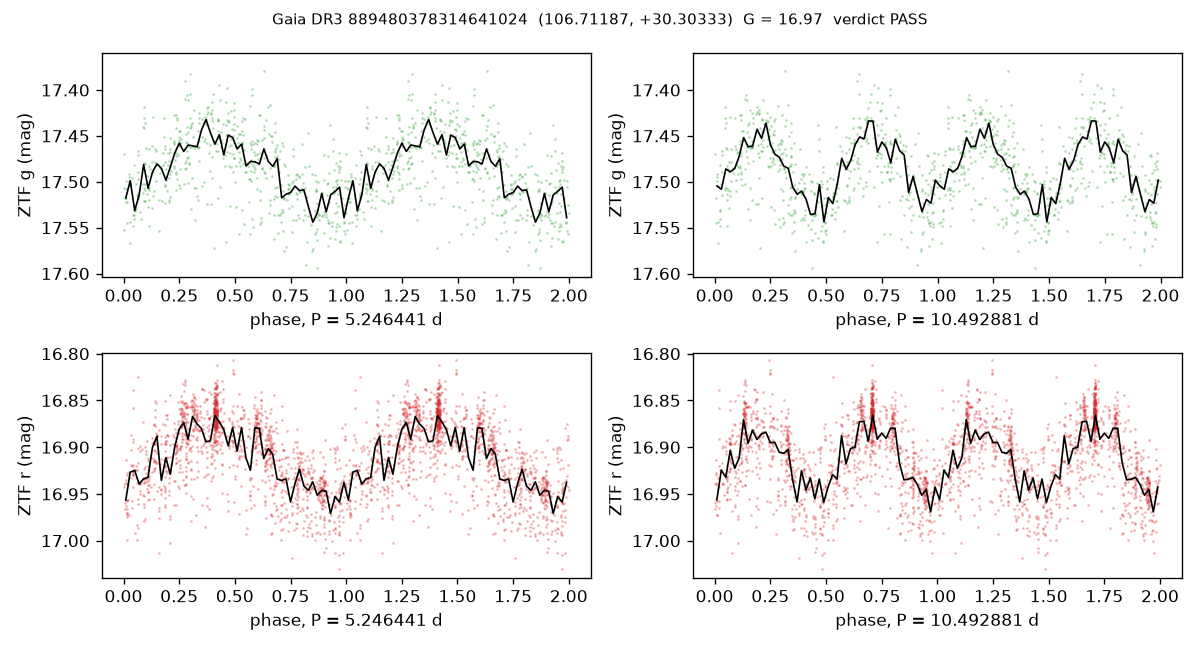 Gaia DR3 889480378314641024 (106.71187, +30.30333) G = 16.97 verdict PASS
ZTF g (mag)
17.40
17.45
17.50
17.55
17.60
0.00 0.25 0.50 0.75 1.00 1.25 1.50 1.75 2.00
phase, P = 5.246441 d
ZTF g (mag)
17.40
17.45
17.50
17.55
17.60
0.00 0.25 0.50 0.75 1.00 1.25 1.50 1.75 2.00
phase, P = 10.492881 d
ZTF r (mag)
16.80
16.85
16.90
16.95
17.00
0.00 0.25 0.50 0.75 1.00 1.25 1.50 1.75 2.00
phase, P = 5.246441 d
ZTF r (mag)
16.80
16.85
16.90
16.95
17.00
0.00 0.25 0.50 0.75 1.00 1.25 1.50 1.75 2.00
phase, P = 10.492881 d